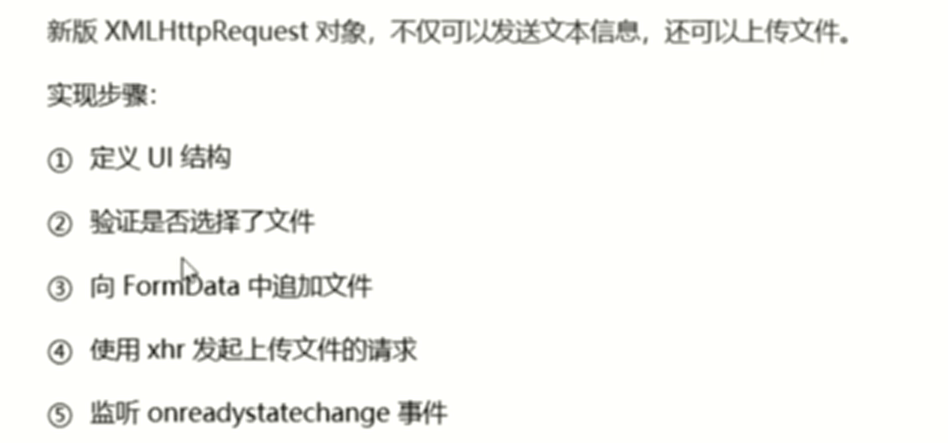 新版 XMLHttpRequest 对象，不仅可以发送文本信息，还可以上传文件。
实现步骤：
① 定义 UI 结构
② 验证是否选择了文件
③ 向 FormData 中追加文件
④ 使用 xhr 发起上传文件的请求
⑤ 监听 onreadystatechange 事件